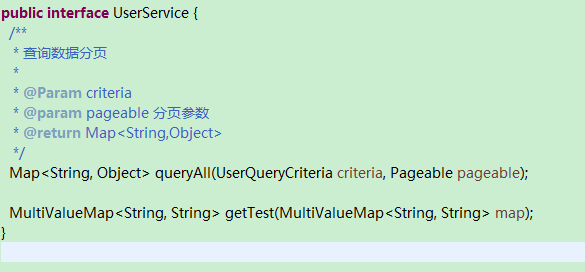 public interface UserService {
/**
* 查询数据分页
*
* @Param criteria
* @param pageable 分页参数
* @return Map<String,Object>
*/
Map<String, Object> queryAll(UserQueryCriteria criteria, Pageable pageable);
MultiValueMap<String, String> getTest(MultiValueMap<String, String> map);
}